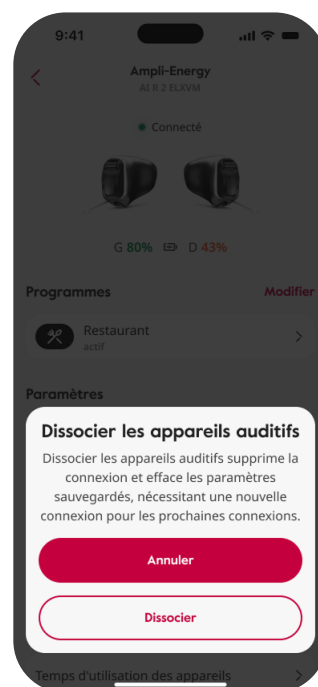 9:41
Ampli-Energy
AI R 2 ELXVM
Connecté
G 80% D 43%
Programmes Modifier
Restaurant
actif
Paramètres
Dissocier les appareils auditifs
Dissocier les appareils auditifs supprime la
connexion et efface les paramètres
sauvegardés, nécessitant une nouvelle
connexion pour les prochaines connexions.
Annuler
Dissocier
Temps d'utilisation des appareils